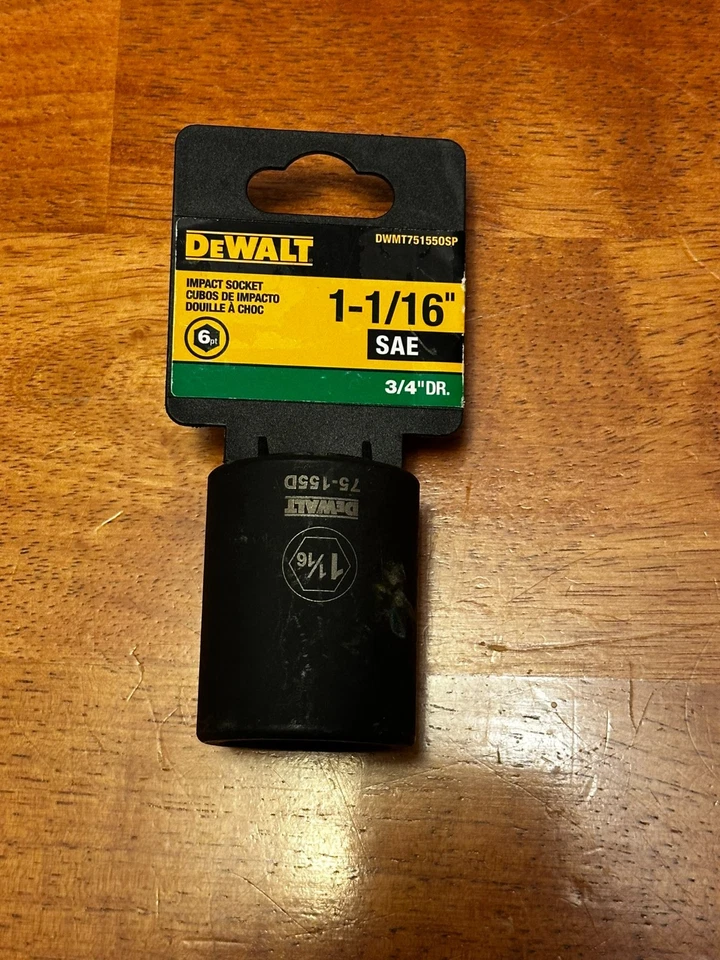 DEWALT
DWMT75155OSP
IMPACT SOCKET
CUBOS DE IMPACTO
DOUILLE À CHOC
1-1/16"
6pt
SAE
3/4"DR.
75-155D
DEWALT
1 1/16